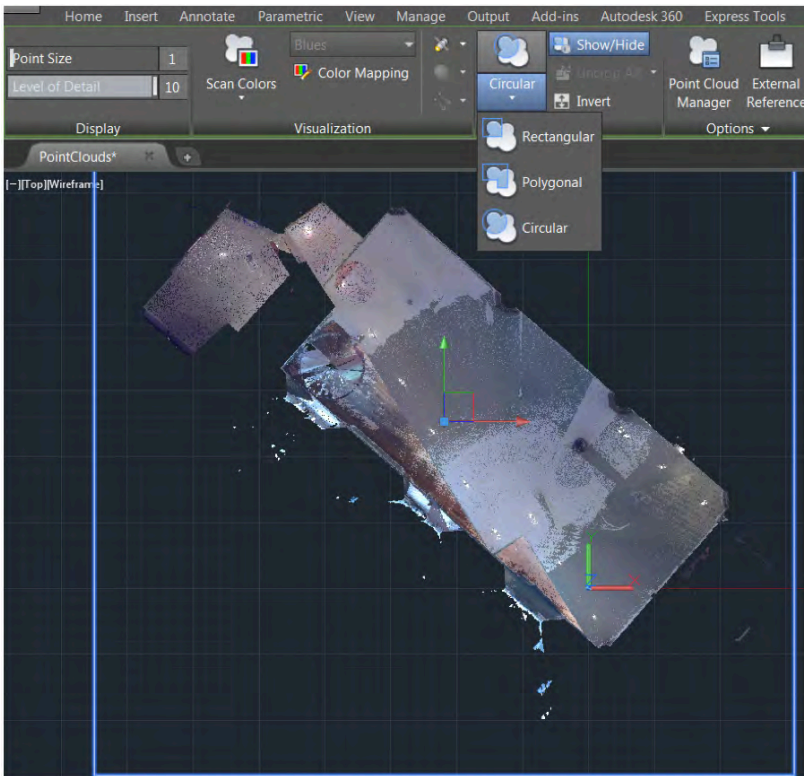 Home Insert Annotate Parametric View Manage Output Add-ins Autodesk 360 Express Tools
Point Size 1
Level of Detail 10
Display
Scan Colors
Blues
Color Mapping
Visualization
Circular
Show/Hide
Uncrop All
Invert
Rectangular
Polygonal
Circular
Point Cloud
Manager
External
Reference
Options
PointClouds*
[−][Top][Wireframe]
X